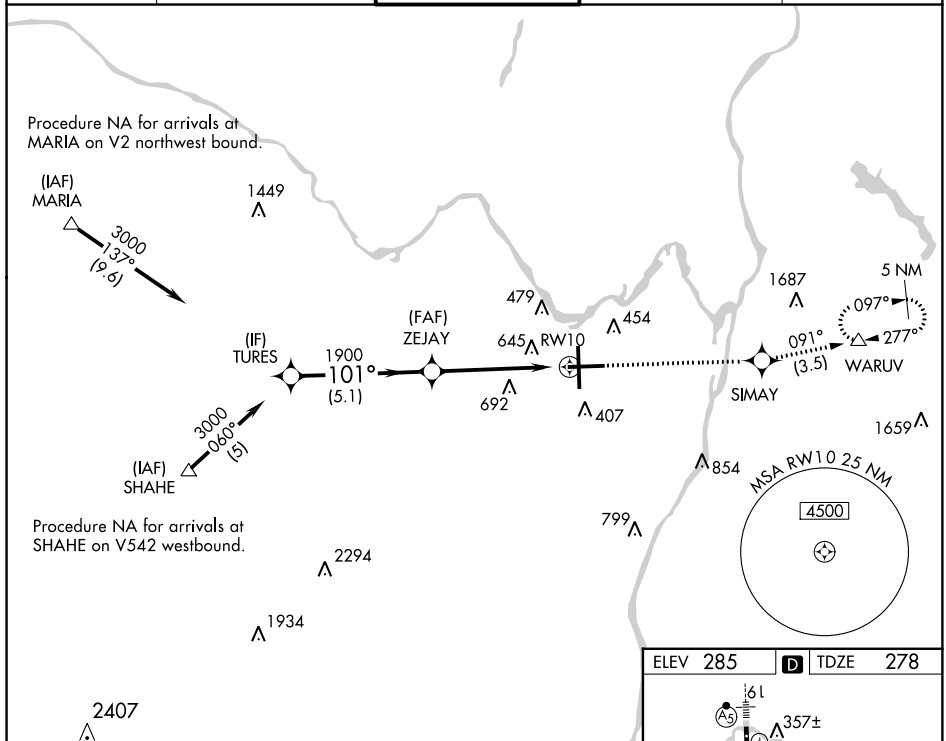 Procedure NA for arrivals at
MARIA on V2 northwest bound.
(IAF)
MARIA
3000
137°
(9.6)
1449
(IF)
TURES
1900
101°
(5.1)
(FAF)
ZEJAY
479
645
RW10
454
692
407
1687
5 NM
097°
277°
091°
(3.5)
WARUV
SIMAY
3000
060°
(5)
(IAF)
SHAHE
Procedure NA for arrivals at
SHAHE on V542 westbound.
1659
854
MSA RW10 25 NM
4500
799
2294
1934
2407
ELEV 285 D TDZE 278
19
A5
357±